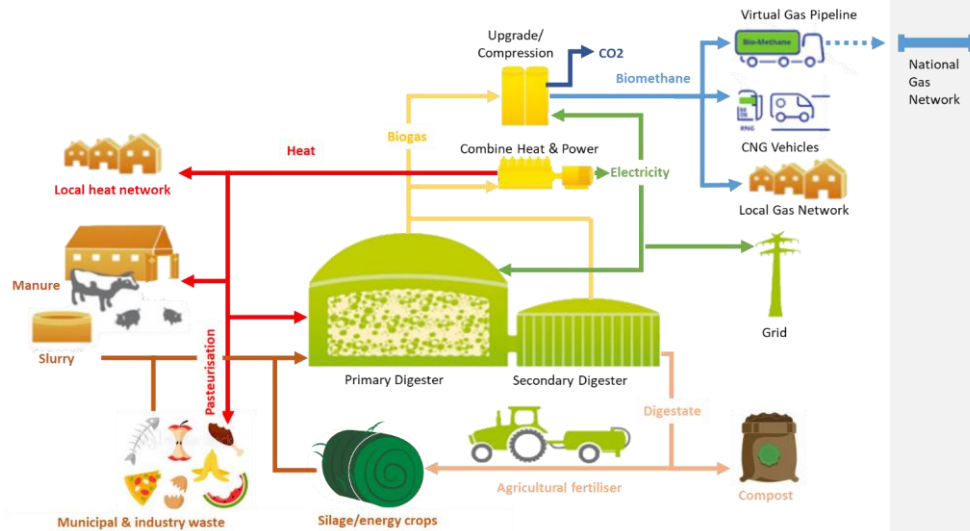 Virtual Gas Pipeline
Upgrade/
Compression
CO2
Bio-Methane
National
Gas
Network
Biomethane
Biogas
RNG
CNG Vehicles
Heat
Combine Heat & Power
Electricity
Local heat network
Local Gas Network
Manure
Grid
Slurry
Pasteurisation
Primary Digester
Secondary Digester
Digestate
Agricultural fertiliser
Compost
Municipal & industry waste
Silage/energy crops